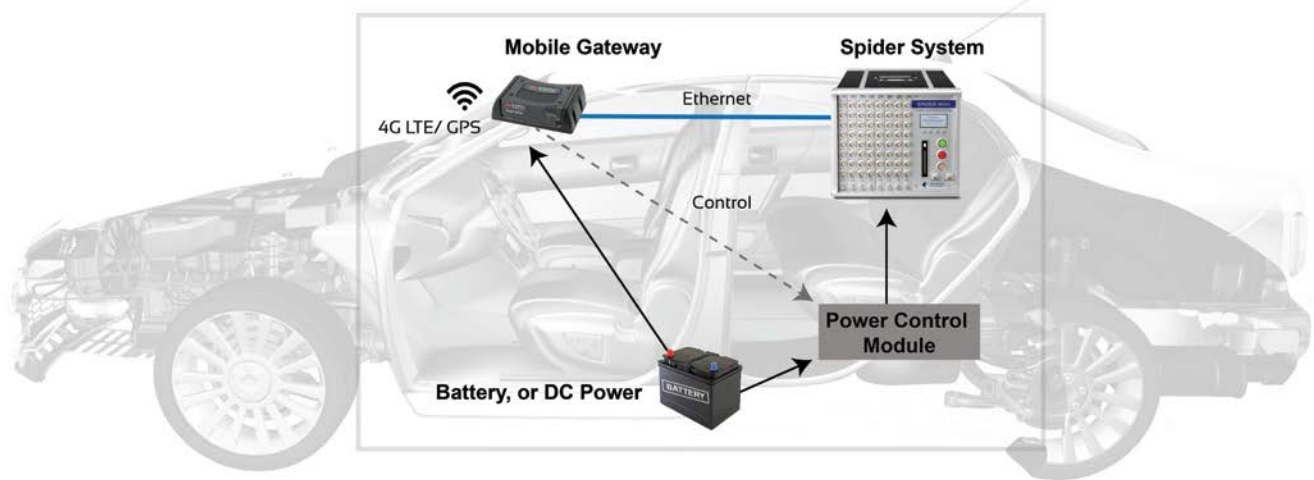 Mobile Gateway
Spider System
4G LTE/ GPS
Ethernet
Control
Power Control
Module
Battery, or DC Power
BATTERY